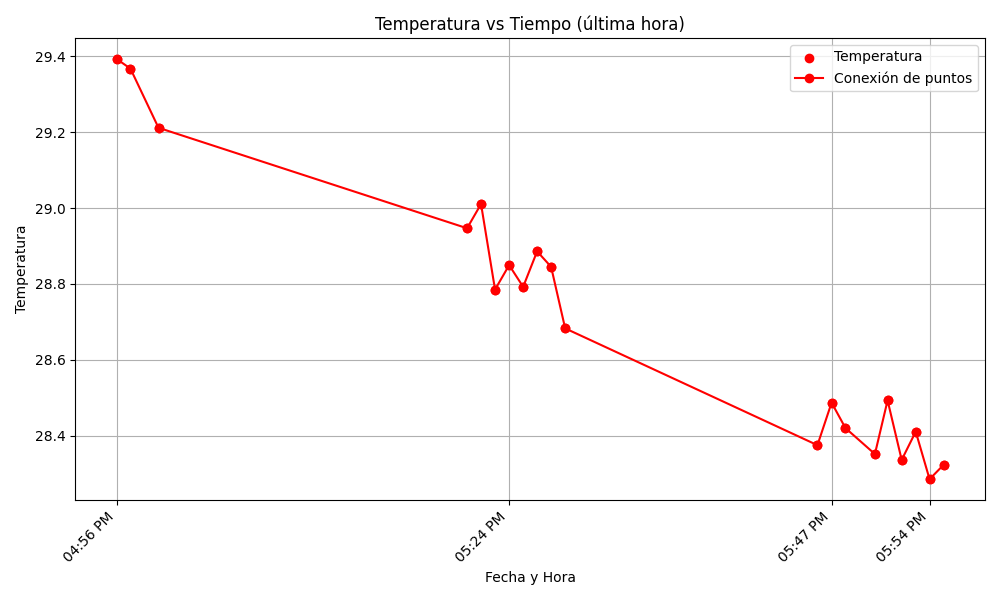 Temperatura vs Tiempo (última hora)
Temperatura
Conexión de puntos
29.4
29.2
29.0
28.8
28.6
28.4
Temperatura
04:56 PM
05:24 PM
05:47 PM
05:54 PM
Fecha y Hora